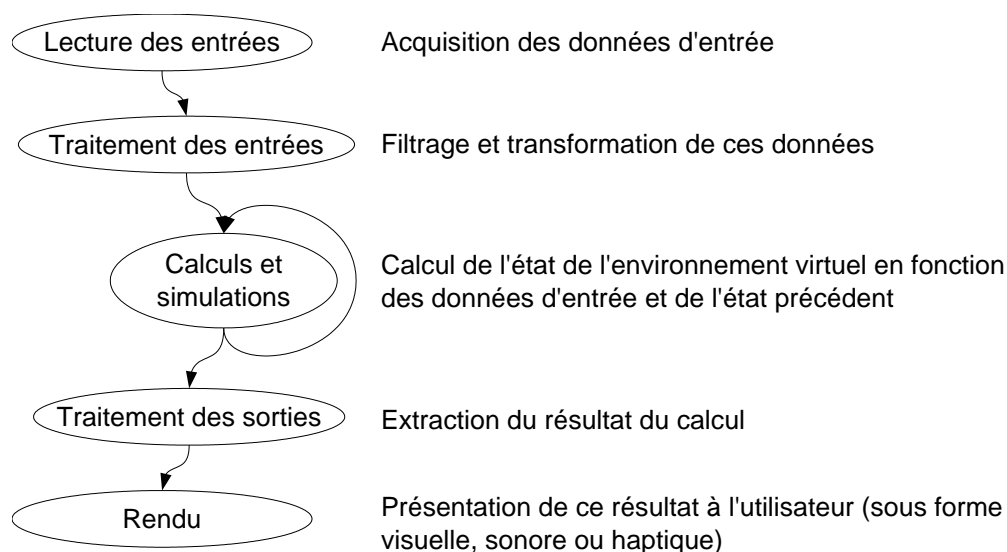 Lecture des entrées
Acquisition des données d'entrée
Traitement des entrées
Filtrage et transformation de ces données
Calculs et
simulations
Calcul de l'état de l'environnement virtuel en fonction
des données d'entrée et de l'état précédent
Traitement des sorties
Extraction du résultat du calcul
Rendu
Présentation de ce résultat à l'utilisateur (sous forme
visuelle, sonore ou haptique)